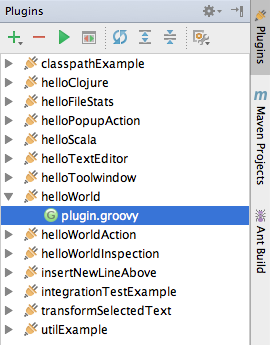 Plugins
classpathExample
helloClojure
helloFileStats
helloPopupAction
helloScala
helloTextEditor
helloToolwindow
helloWorld
G plugin.groovy
helloWorldAction
helloWorldInspection
insertNewLineAbove
integrationTestExample
transformSelectedText
utilExample
Plugins
m Maven Projects
Ant Build